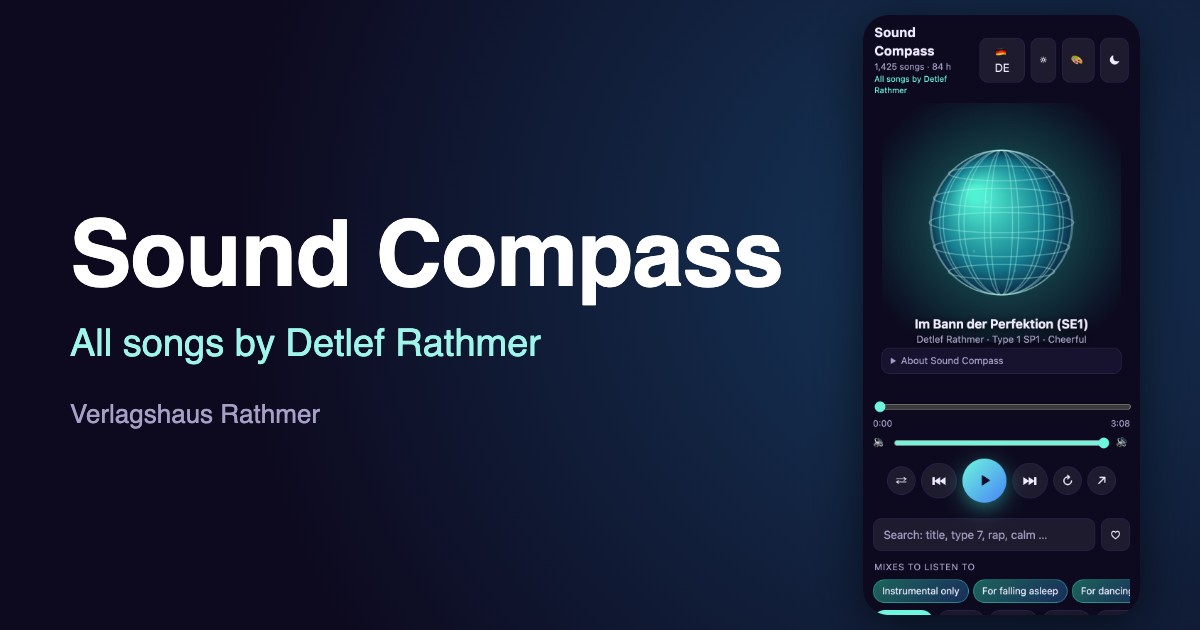 Sound Compass
All songs by Detlef Rathmer
Verlagshaus Rathmer
Sound
Compass
1,425 songs · 84 h
All songs by Detlef
Rathmer
DE
Im Bann der Perfektion (SE1)
Detlef Rathmer · Type 1 SP1 · Cheerful
About Sound Compass
0:00
3:08
Search: title, type 7, rap, calm ...
MIXES TO LISTEN TO
Instrumental only
For falling asleep
For dancing